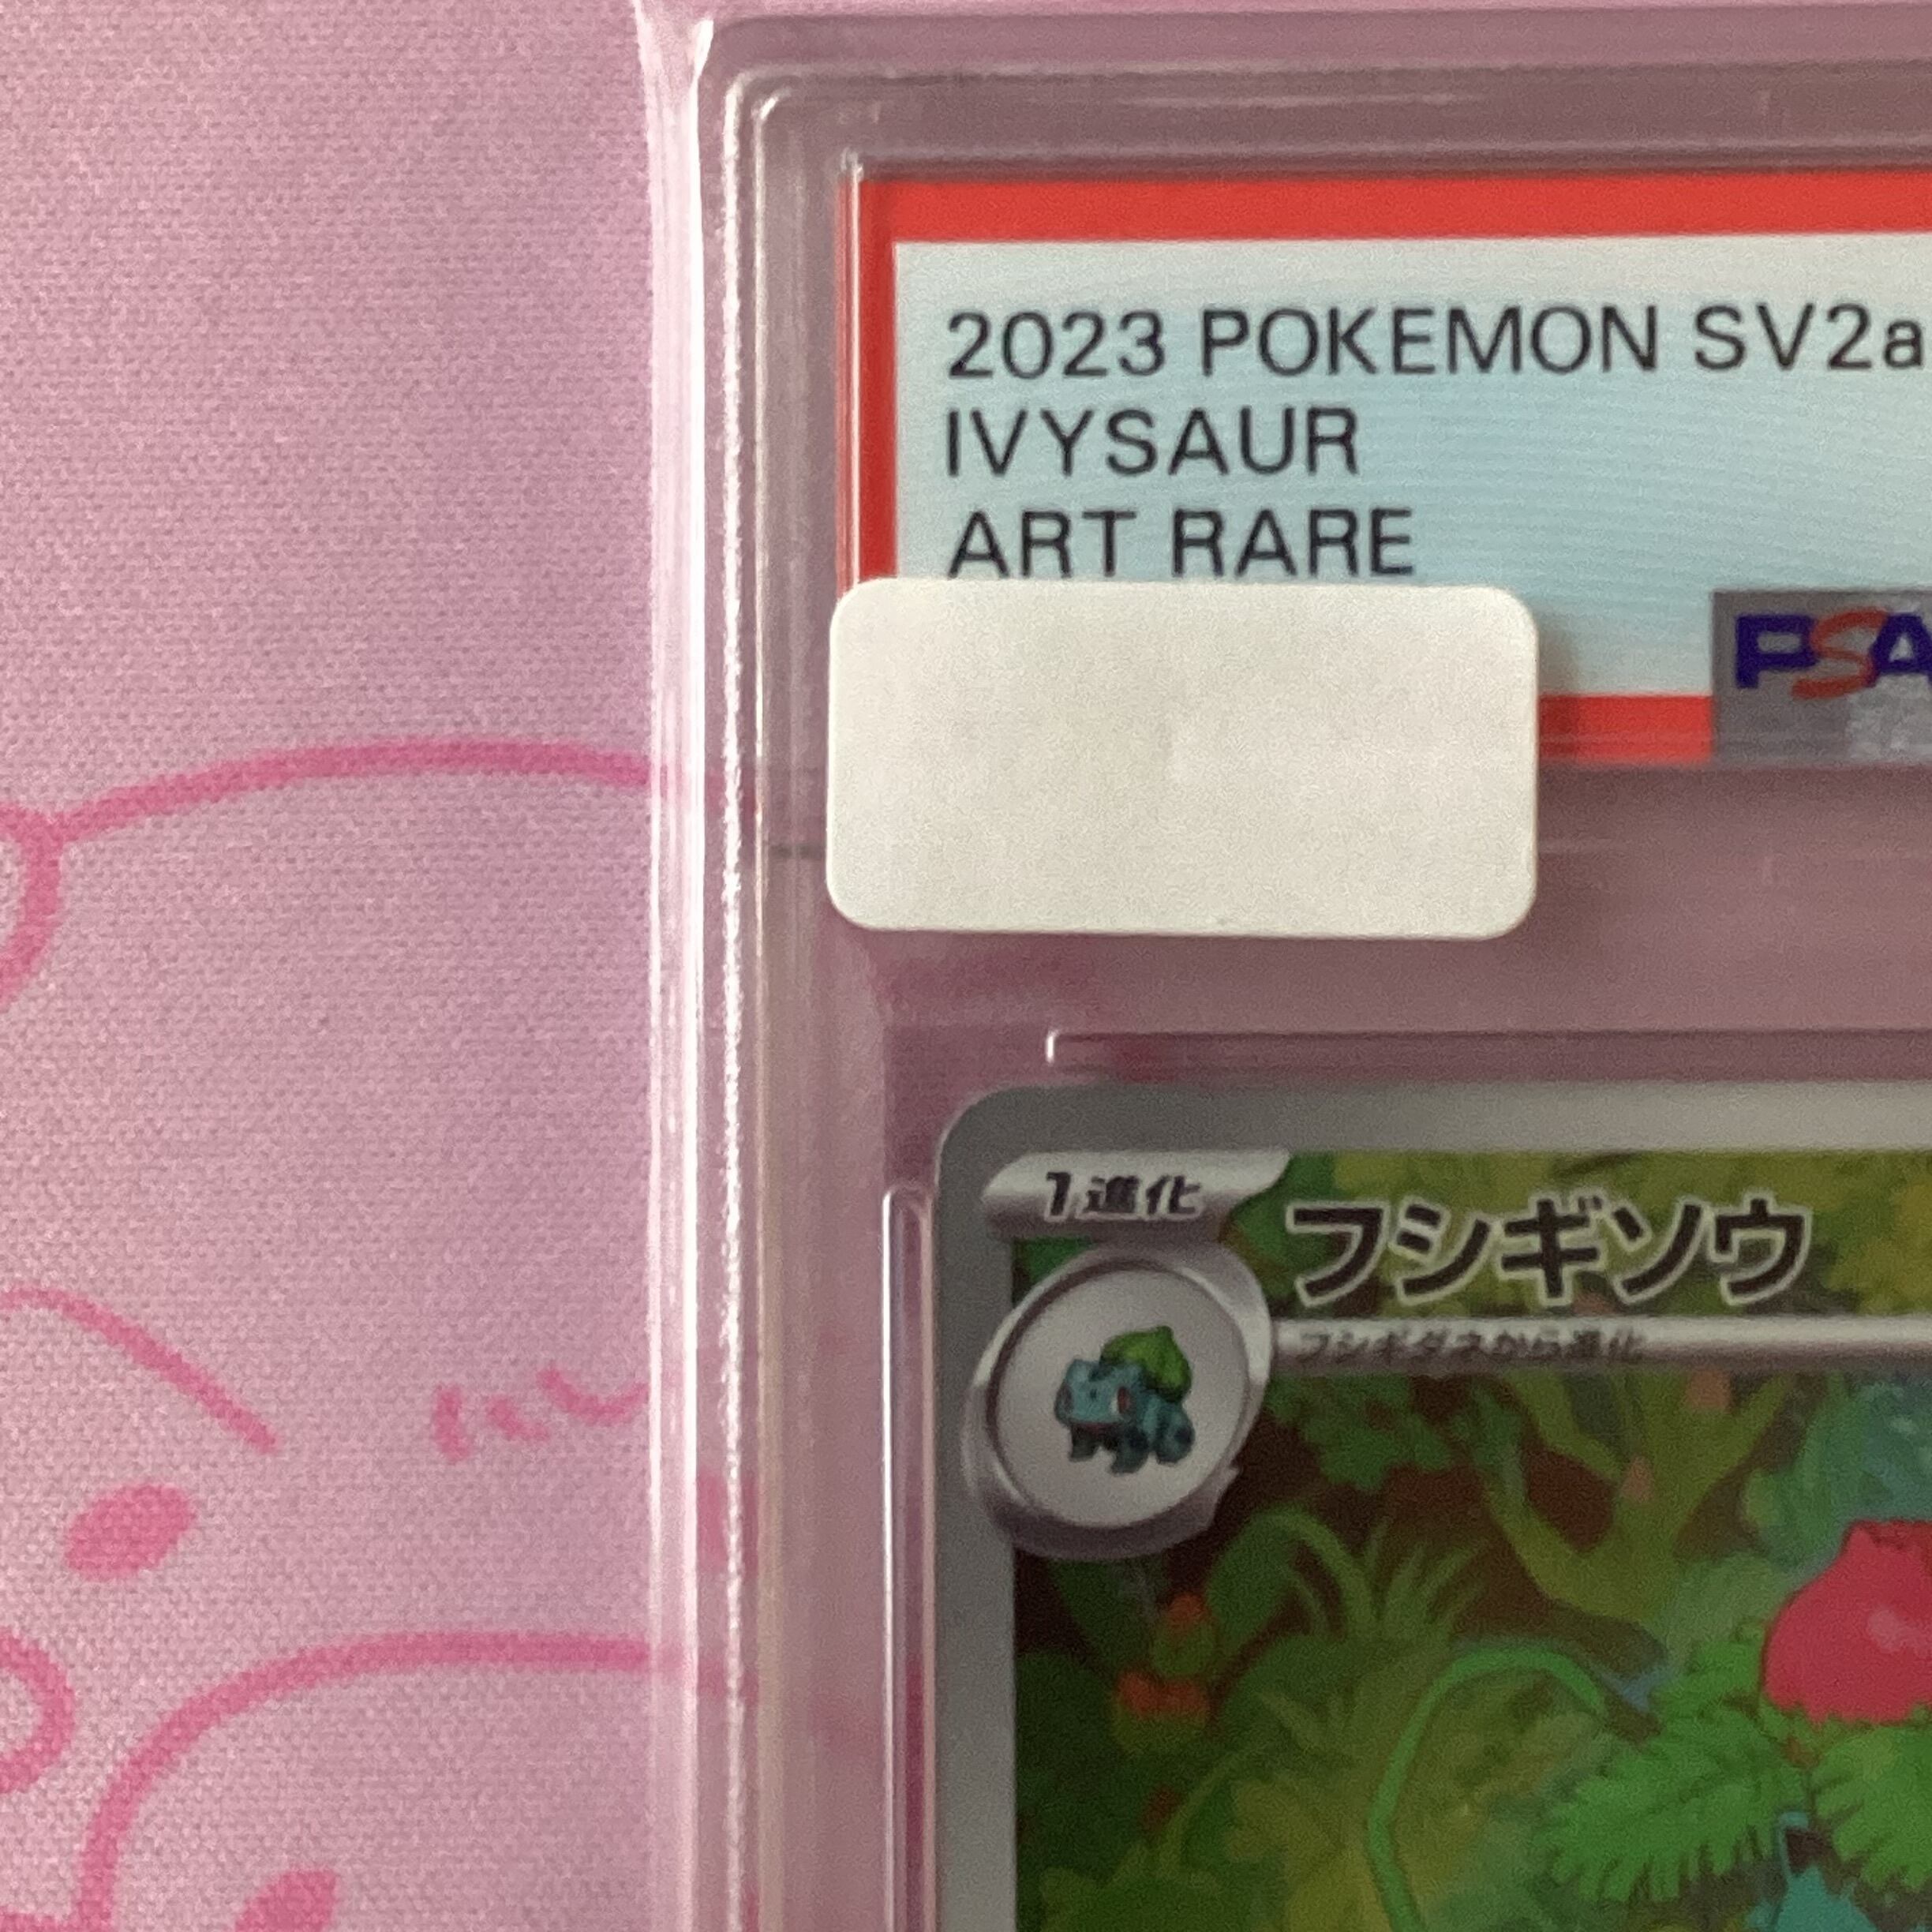 2023 POKEMON SV2a
IVYSAUR
ART RARE
PSA
1進化
フシギソウ
フシギダネから進化